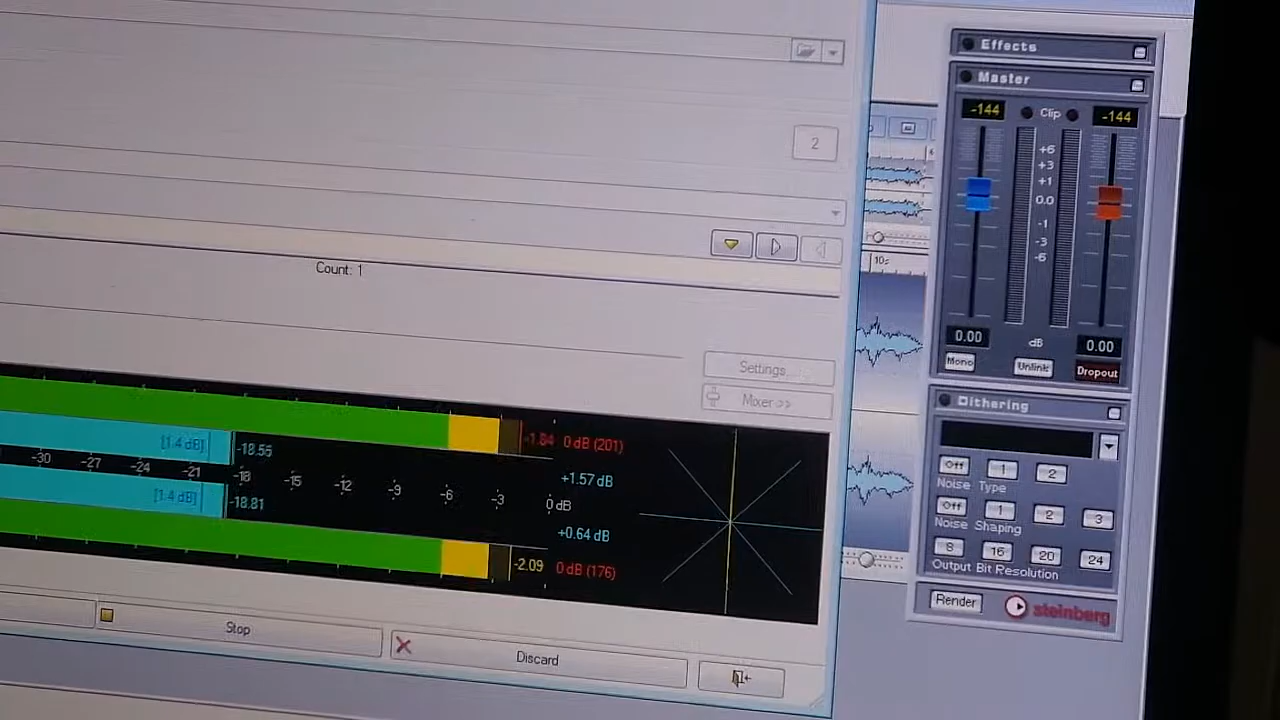 2
Count: 1
Settings...
Mixer >>
-1.84 0 dB (201)
[1.4 dB] -18.55
+1.57 dB
-30 -27 -24 -21 -18 -15 -12 -9 -6 -3 0 dB
[1.4 dB] -18.81
+0.64 dB
-2.09 0 dB (176)
Stop
Discard
10s
Effects
Master
-144 Clip -144
+6
+3
+1
0.0
-1
-3
-6
0.00 dB 0.00
Mono Unlink Dropout
Dithering
Off 1 2
Noise Type
Off 1 2 3
Noise Shaping
8 16 20 24
Output Bit Resolution
Render steinberg